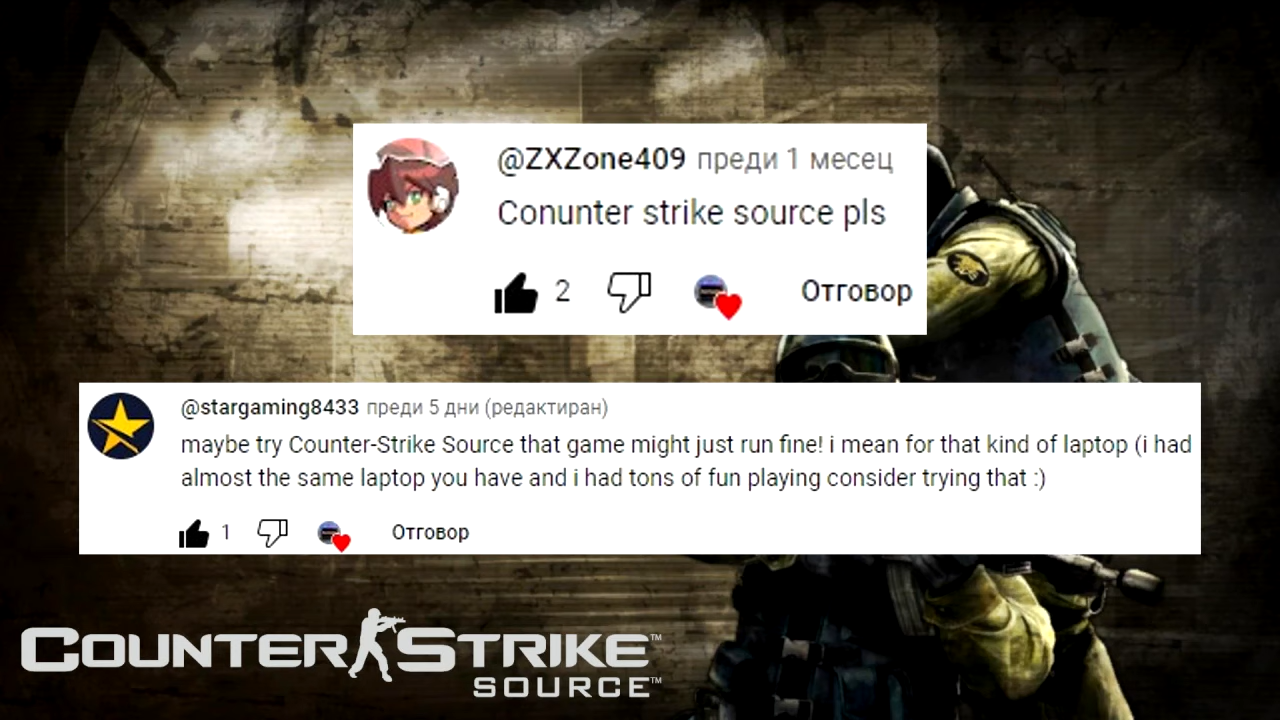 @ZXZone409 преди 1 месец
Conunter strike source pls
2
Отговор
@stargaming8433 преди 5 дни (редактиран)
maybe try Counter-Strike Source that game might just run fine! i mean for that kind of laptop (i had
almost the same laptop you have and i had tons of fun playing consider trying that :)
1
Отговор
COUNTER STRIKE™
SOURCE™